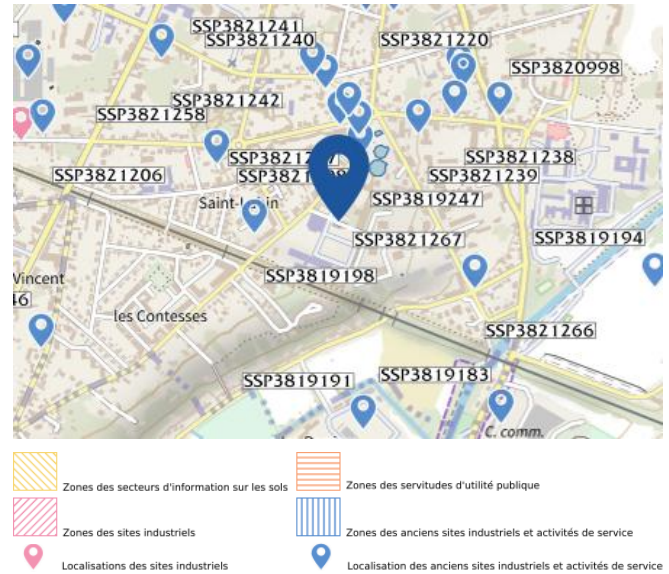 SSP3821241
SSP3821240
SSP3821220
SSP3820998
SSP3821242
SSP3821258
SSP3821238
SSP3821206
SSP3821239
SSP3819247
SSP3821267
SSP3819194
SSP3819198
Vincent
les Contesses
SSP3821266
SSP3819191
SSP3819183
C. comm.
Zones des secteurs d'information sur les sols
Zones des servitudes d'utilité publique
Zones des sites industriels
Zones des anciens sites industriels et activités de service
Localisations des sites industriels
Localisation des anciens sites industriels et activités de service